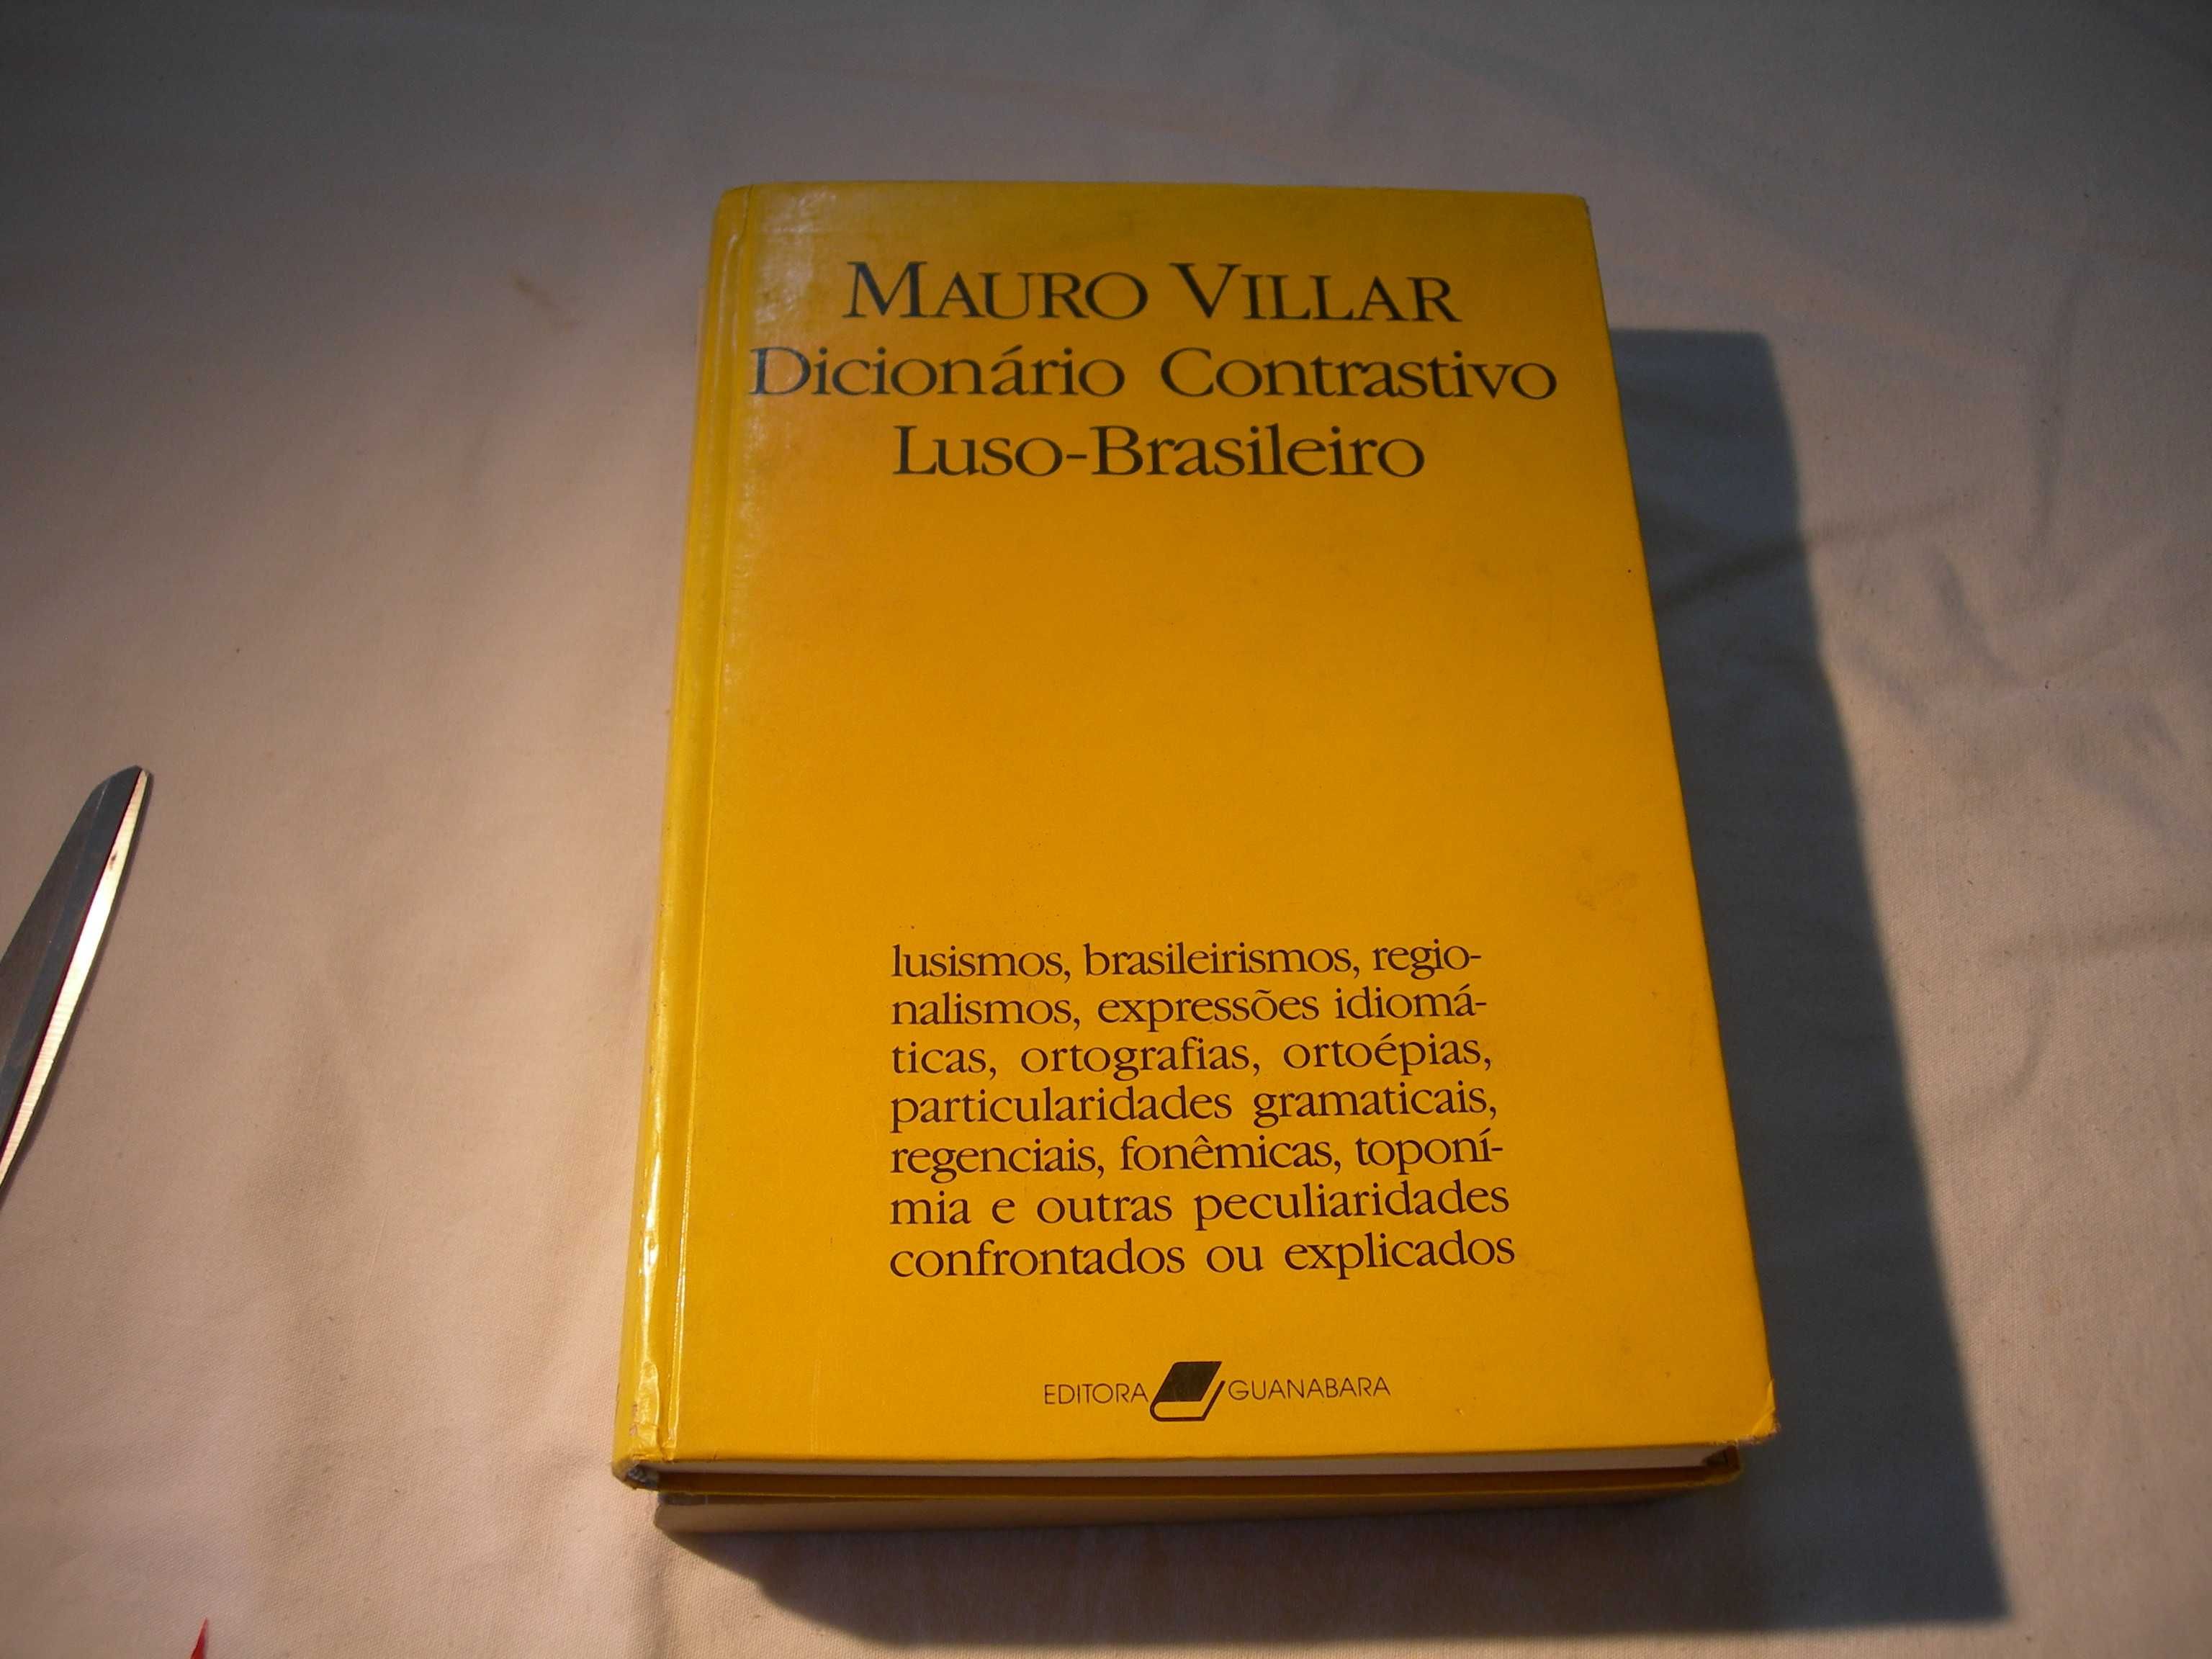 MAURO VILLAR
Dicionário Contrastivo
Luso-Brasileiro
lusismos, brasileirismos, regio-
nalismos, expressões idiomá-
ticas, ortografias, ortoépias,
particularidades gramaticais,
regenciais, fonêmicas, toponí-
mia e outras peculiaridades
confrontados ou explicados
EDITORA GUANABARA